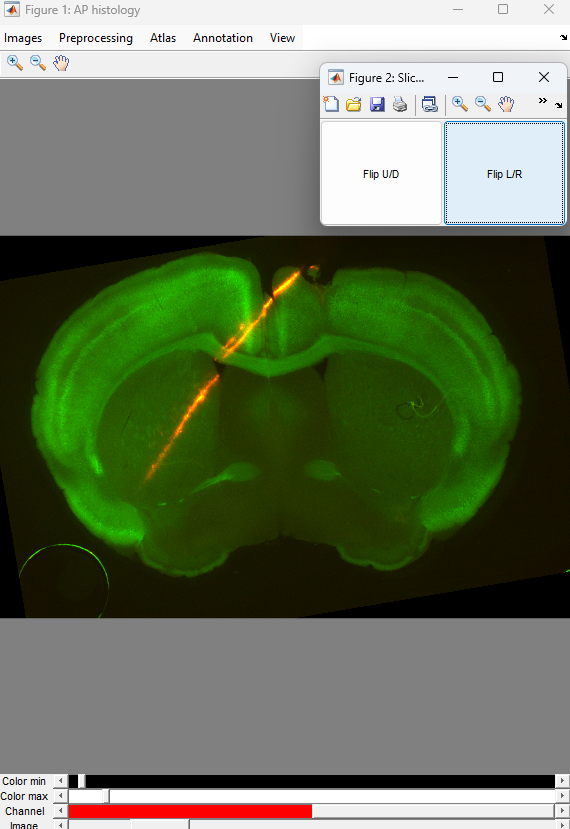 Figure 1: AP histology
Images Preprocessing Atlas Annotation View
Figure 2: Slic...
Flip U/D
Flip L/R
Color min
Color max
Channel
Image